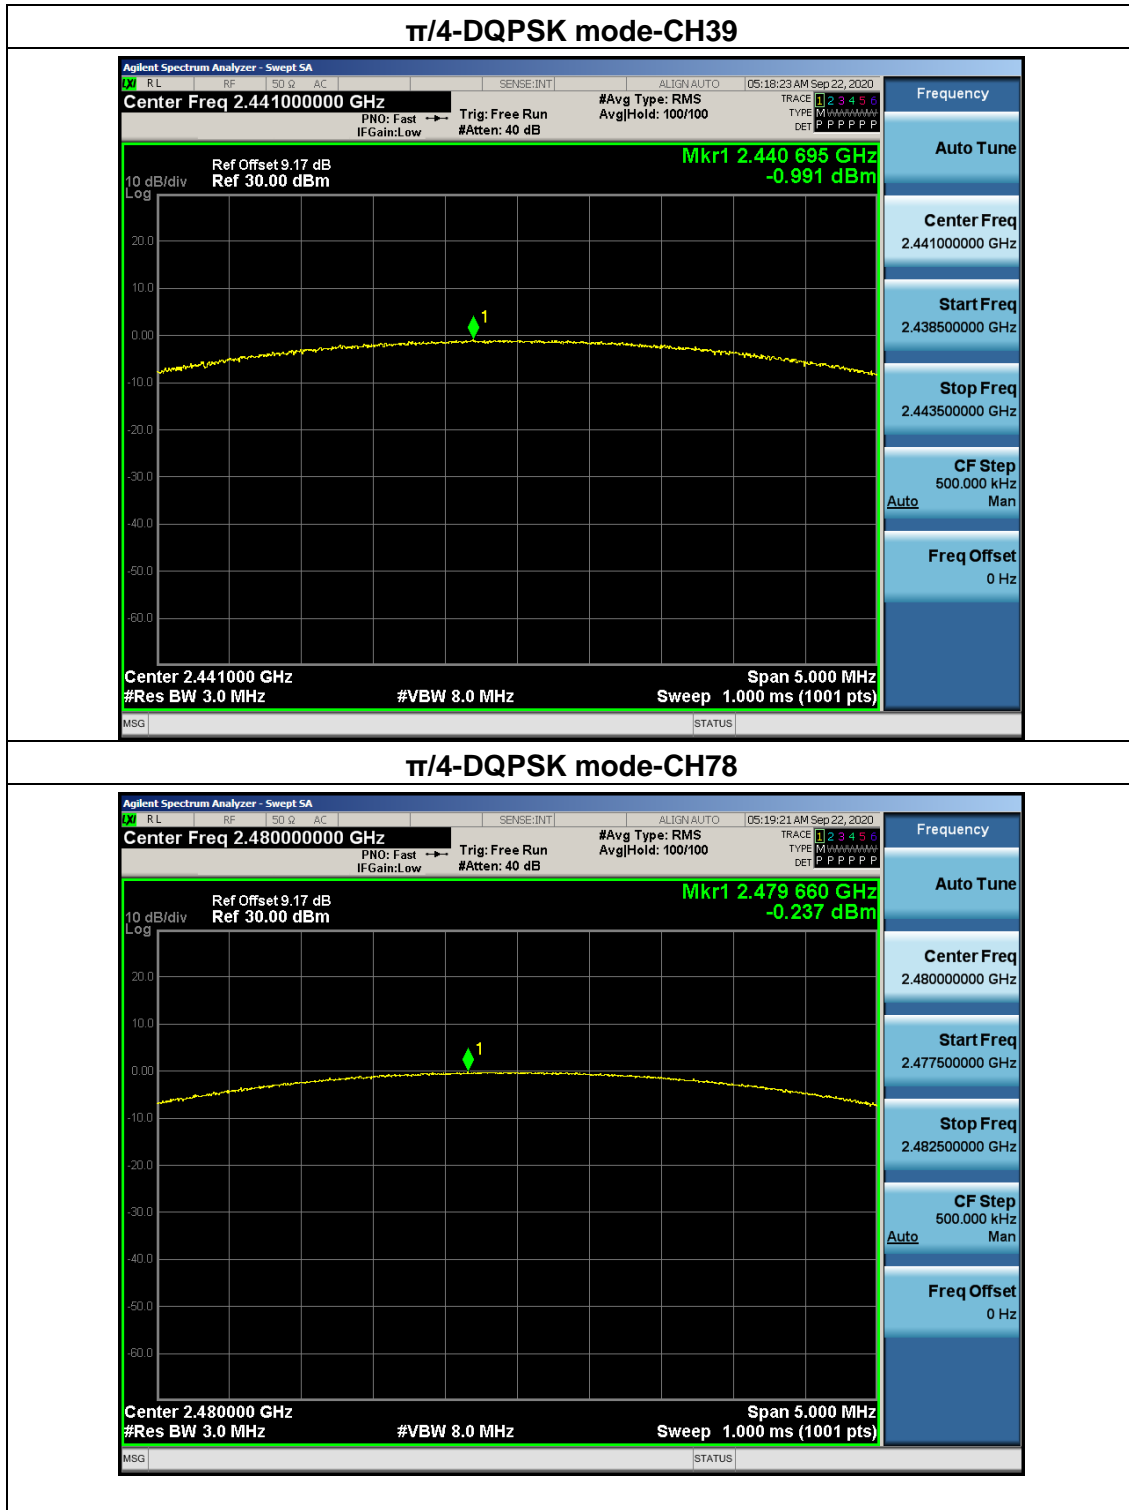 π/4-DQPSK mode-CH39
Agilent Spectrum Analyzer - Swept SA
LXI RL RF 50 Ω AC SENSE:INT ALIGN AUTO 05:18:23 AM Sep 22, 2020
Center Freq 2.441000000 GHz
PNO: Fast
IFGain:Low
Trig: Free Run
#Atten: 40 dB
#Avg Type: RMS
Avg|Hold: 100/100
TRACE 1 2 3 4 5 6
TYPE M
DET P P P P P P
Frequency
Mkr1 2.440 695 GHz
-0.991 dBm
Ref Offset 9.17 dB
10 dB/div Ref 30.00 dBm
Log
20.0
10.0
0.00
-10.0
-20.0
-30.0
-40.0
-50.0
-60.0
1
Center 2.441000 GHz Span 5.000 MHz
#Res BW 3.0 MHz #VBW 8.0 MHz Sweep 1.000 ms (1001 pts)
MSG STATUS
Auto Tune
Center Freq
2.441000000 GHz
Start Freq
2.438500000 GHz
Stop Freq
2.443500000 GHz
CF Step
500.000 kHz
Auto Man
Freq Offset
0 Hz
π/4-DQPSK mode-CH78
Agilent Spectrum Analyzer - Swept SA
LXI RL RF 50 Ω AC SENSE:INT ALIGN AUTO 05:19:21 AM Sep 22, 2020
Center Freq 2.480000000 GHz
PNO: Fast
IFGain:Low
Trig: Free Run
#Atten: 40 dB
#Avg Type: RMS
Avg|Hold: 100/100
TRACE 1 2 3 4 5 6
TYPE M
DET P P P P P P
Frequency
Mkr1 2.479 660 GHz
-0.237 dBm
Ref Offset 9.17 dB
10 dB/div Ref 30.00 dBm
Log
20.0
10.0
0.00
-10.0
-20.0
-30.0
-40.0
-50.0
-60.0
1
Center 2.480000 GHz Span 5.000 MHz
#Res BW 3.0 MHz #VBW 8.0 MHz Sweep 1.000 ms (1001 pts)
MSG STATUS
Auto Tune
Center Freq
2.480000000 GHz
Start Freq
2.477500000 GHz
Stop Freq
2.482500000 GHz
CF Step
500.000 kHz
Auto Man
Freq Offset
0 Hz